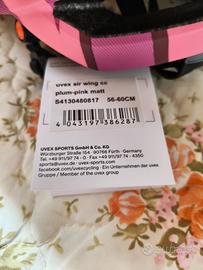 uvex air wing cc
plum-pink matt
S4130480817 56-60CM
4 043197 386287
UVEX SPORTS GmbH & Co. KG
Würzburger Straße 154 · 90766 Fürth · Germany
Tel +49 911/97 74 - 0 · Fax +49 911/97 74 - 4350
sports@uvex.de · uvex-sports.com
facebook.com/uvexcycling · Ein Unternehmen der uvex
Gruppe / Member of the uvex group